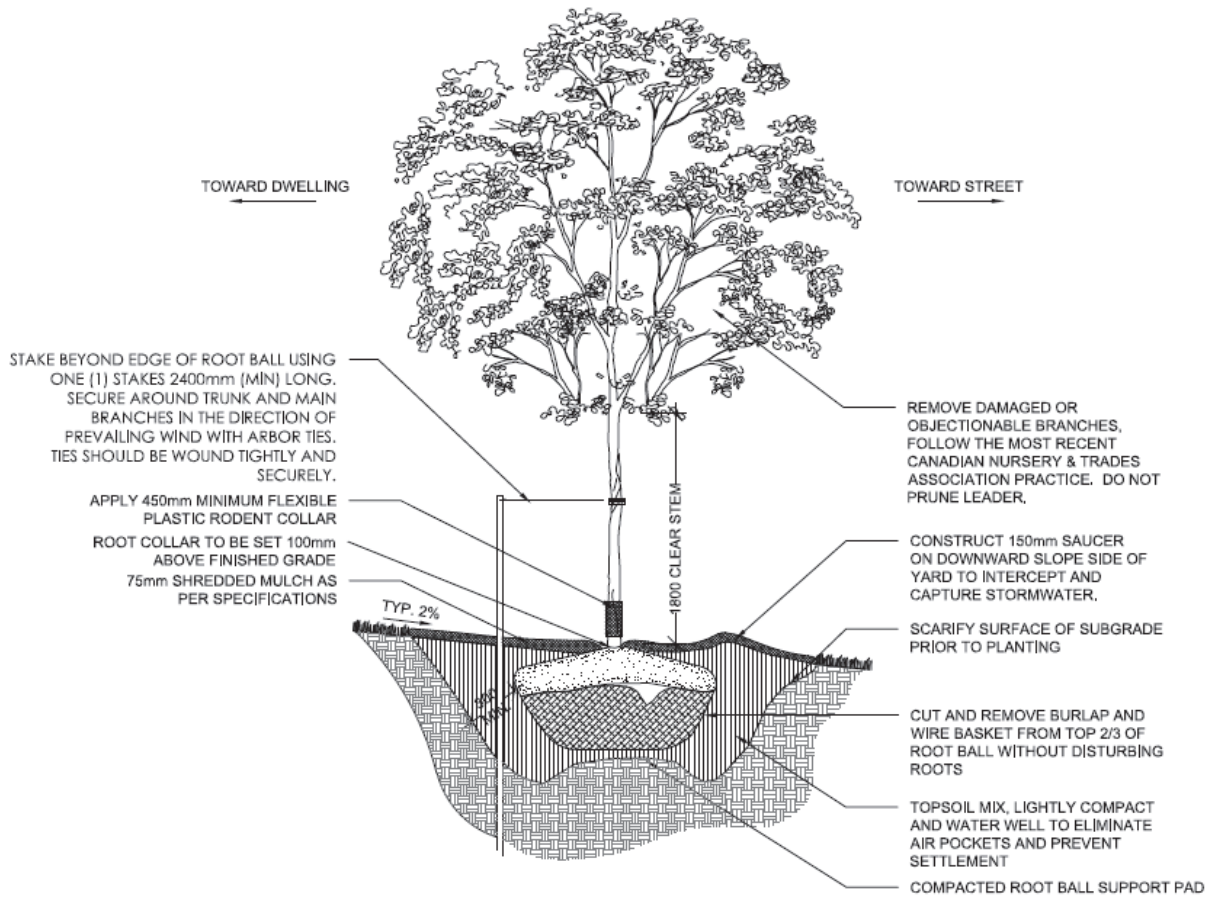 TOWARD DWELLING
TOWARD STREET
STAKE BEYOND EDGE OF ROOT BALL USING
ONE (1) STAKES 2400mm (MIN) LONG.
SECURE AROUND TRUNK AND MAIN
BRANCHES IN THE DIRECTION OF
PREVAILING WIND WITH ARBOR TIES.
TIES SHOULD BE WOUND TIGHTLY AND
SECURELY.
APPLY 450mm MINIMUM FLEXIBLE
PLASTIC RODENT COLLAR
ROOT COLLAR TO BE SET 100mm
ABOVE FINISHED GRADE
75mm SHREDDED MULCH AS
PER SPECIFICATIONS
TYP. 2%
1800 CLEAR STEM
REMOVE DAMAGED OR
OBJECTIONABLE BRANCHES,
FOLLOW THE MOST RECENT
CANADIAN NURSERY & TRADES
ASSOCIATION PRACTICE. DO NOT
PRUNE LEADER.
CONSTRUCT 150mm SAUCER
ON DOWNWARD SLOPE SIDE OF
YARD TO INTERCEPT AND
CAPTURE STORMWATER.
SCARIFY SURFACE OF SUBGRADE
PRIOR TO PLANTING
CUT AND REMOVE BURLAP AND
WIRE BASKET FROM TOP 2/3 OF
ROOT BALL WITHOUT DISTURBING
ROOTS
TOPSOIL MIX, LIGHTLY COMPACT
AND WATER WELL TO ELIMINATE
AIR POCKETS AND PREVENT
SETTLEMENT
COMPACTED ROOT BALL SUPPORT PAD